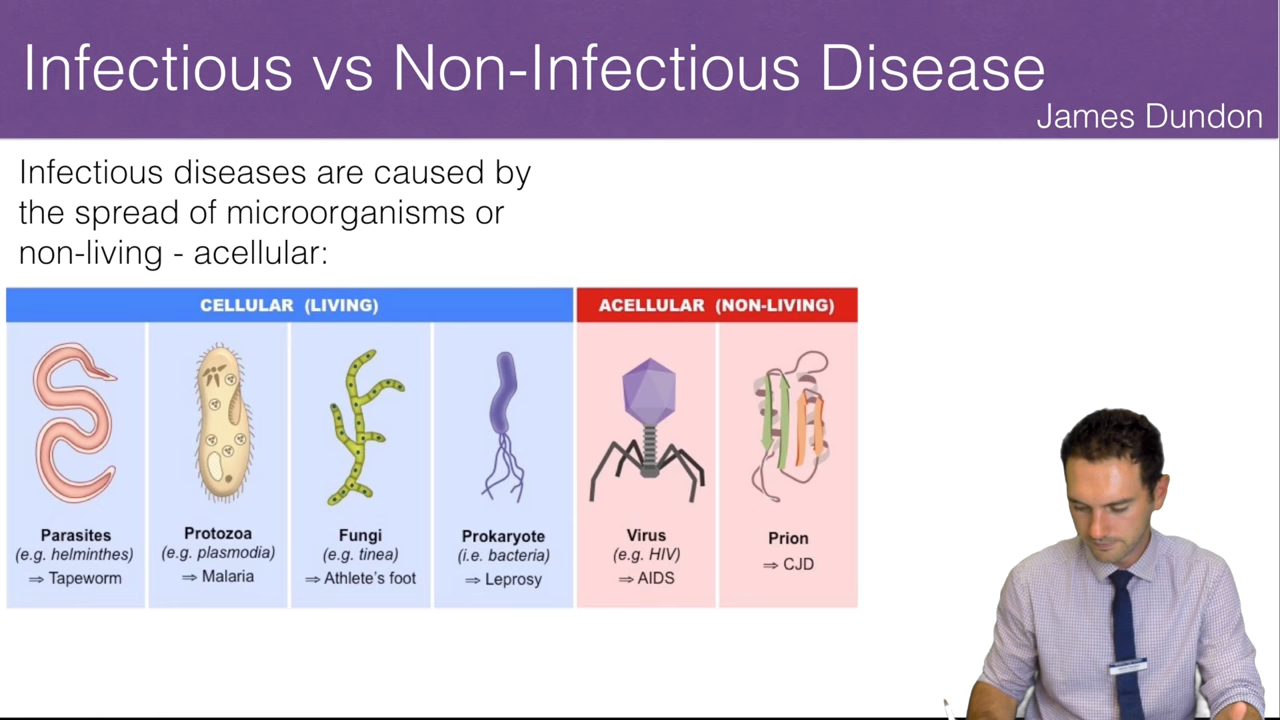 Infectious vs Non-Infectious Disease
James Dundon
Infectious diseases are caused by
the spread of microorganisms or
non-living - acellular:
CELLULAR (LIVING)
ACELLULAR (NON-LIVING)
Parasites
(e.g. helminthes)
⇒ Tapeworm
Protozoa
(e.g. plasmodia)
⇒ Malaria
Fungi
(e.g. tinea)
⇒ Athlete's foot
Prokaryote
(i.e. bacteria)
⇒ Leprosy
Virus
(e.g. HIV)
⇒ AIDS
Prion
⇒ CJD